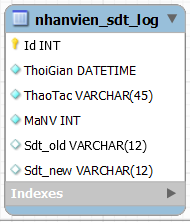 nhanvien_sdt_log
Id INT
ThoiGian DATETIME
ThaoTac VARCHAR(45)
MaNV INT
Sdt_old VARCHAR(12)
Sdt_new VARCHAR(12)
Indexes